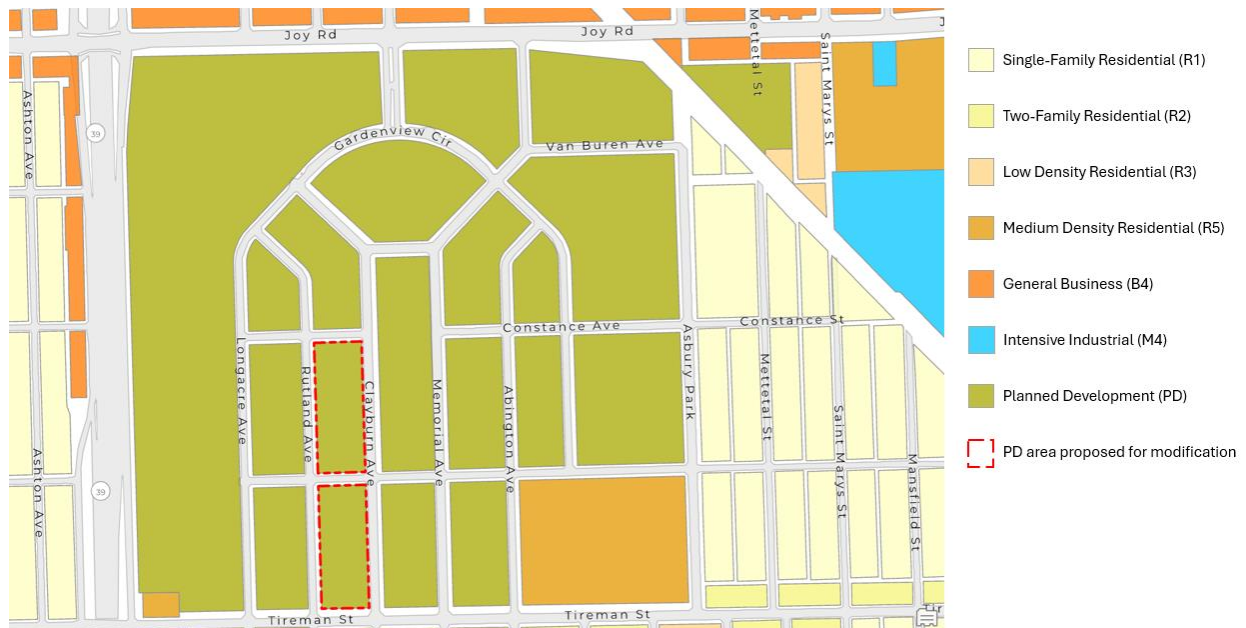 Joy Rd
Joy Rd
Mettetal St
Saint Marys St
J
Ashton Ave
39
Gardenview Cir
Van Buren Ave
Constance Ave
Constance St
Longacre Ave
Rutland Ave
Clayburn Ave
Memorial Ave
Abington Ave
Asbury Park
Mettetal St
Saint Marys St
Mansfield St
Ashton Ave
39
Tireman St
Tireman St
Tir
Single-Family Residential (R1)
Two-Family Residential (R2)
Low Density Residential (R3)
Medium Density Residential (R5)
General Business (B4)
Intensive Industrial (M4)
Planned Development (PD)
PD area proposed for modification